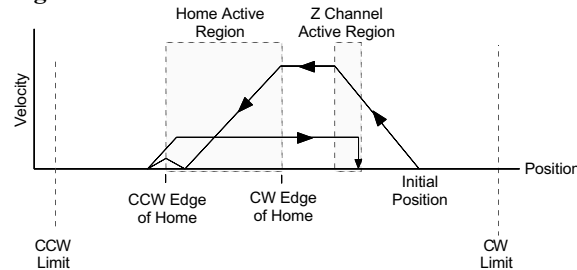 Home Active
Region
Z Channel
Active Region
Velocity
Position
CCW Edge
of Home
CW Edge
of Home
Initial
Position
CCW
Limit
CW
Limit